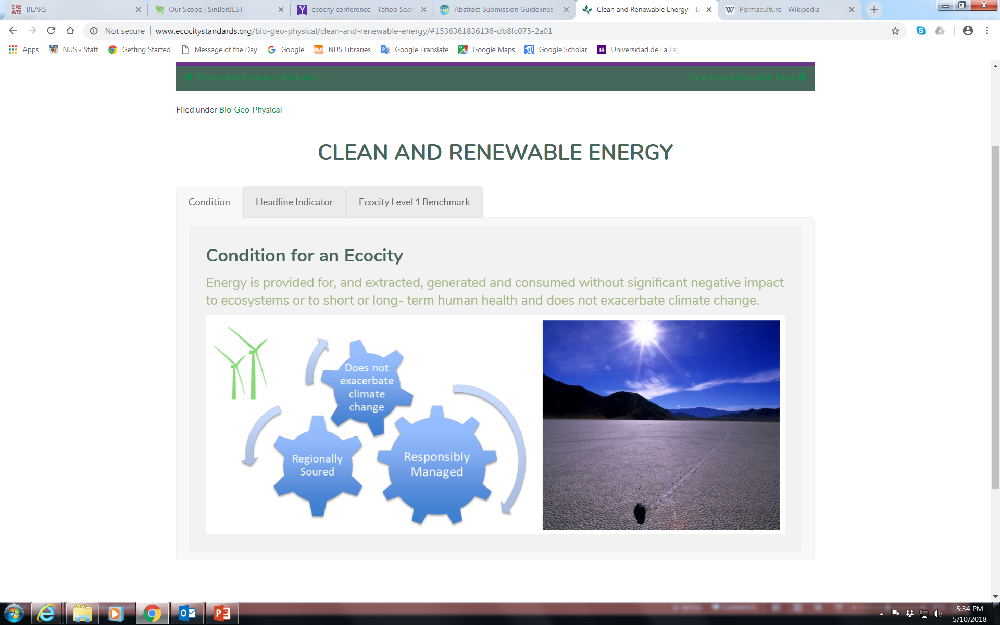 CRE
ATE
BEARS
Our Scope | SinBerBEST
ecocity conference - Yahoo Searc
Abstract Submission Guidelines -
Clean and Renewable Energy – Ec
Permaculture - Wikipedia
Not secure
www.ecocitystandards.org/bio-geo-physical/clean-and-renewable-energy/#1536361836136-db8fc075-2a01
Apps
NUS - Staff
Getting Started
Message of the Day
Google
NUS Libraries
Google Translate
Google Maps
Google Scholar
Universidad de La Lag
Responsible Resources/Materials
Healthy and Accessible Food
Filed under Bio-Geo-Physical
CLEAN AND RENEWABLE ENERGY
Condition
Headline Indicator
Ecocity Level 1 Benchmark
Condition for an Ecocity
Energy is provided for, and extracted, generated and consumed without significant negative impact
to ecosystems or to short or long- term human health and does not exacerbate climate change.
Does not
exacerbate
climate
change
Regionally
Soured
Responsibly
Managed
5:34 PM
5/10/2018